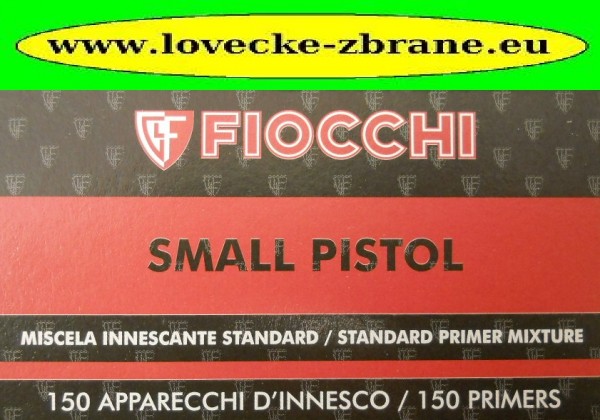 www.lovecke-zbrane.eu
FIOCCHI
SMALL PISTOL
MISCELA INNESCANTE STANDARD / STANDARD PRIMER MIXTURE
150 APPARECCHI D'INNESCO / 150 PRIMERS